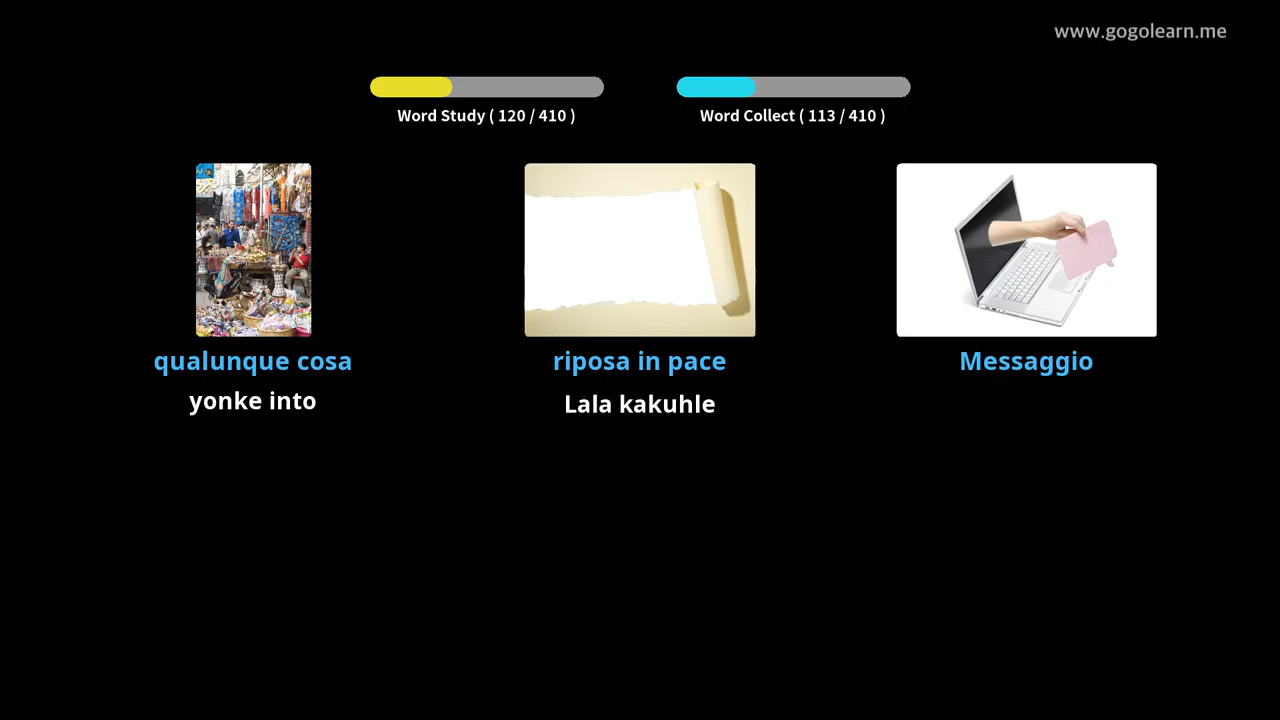 www.gogolearn.me
Word Study ( 120 / 410 )
Word Collect ( 113 / 410 )
qualunque cosa
yonke into
riposa in pace
Lala kakuhle
Messaggio